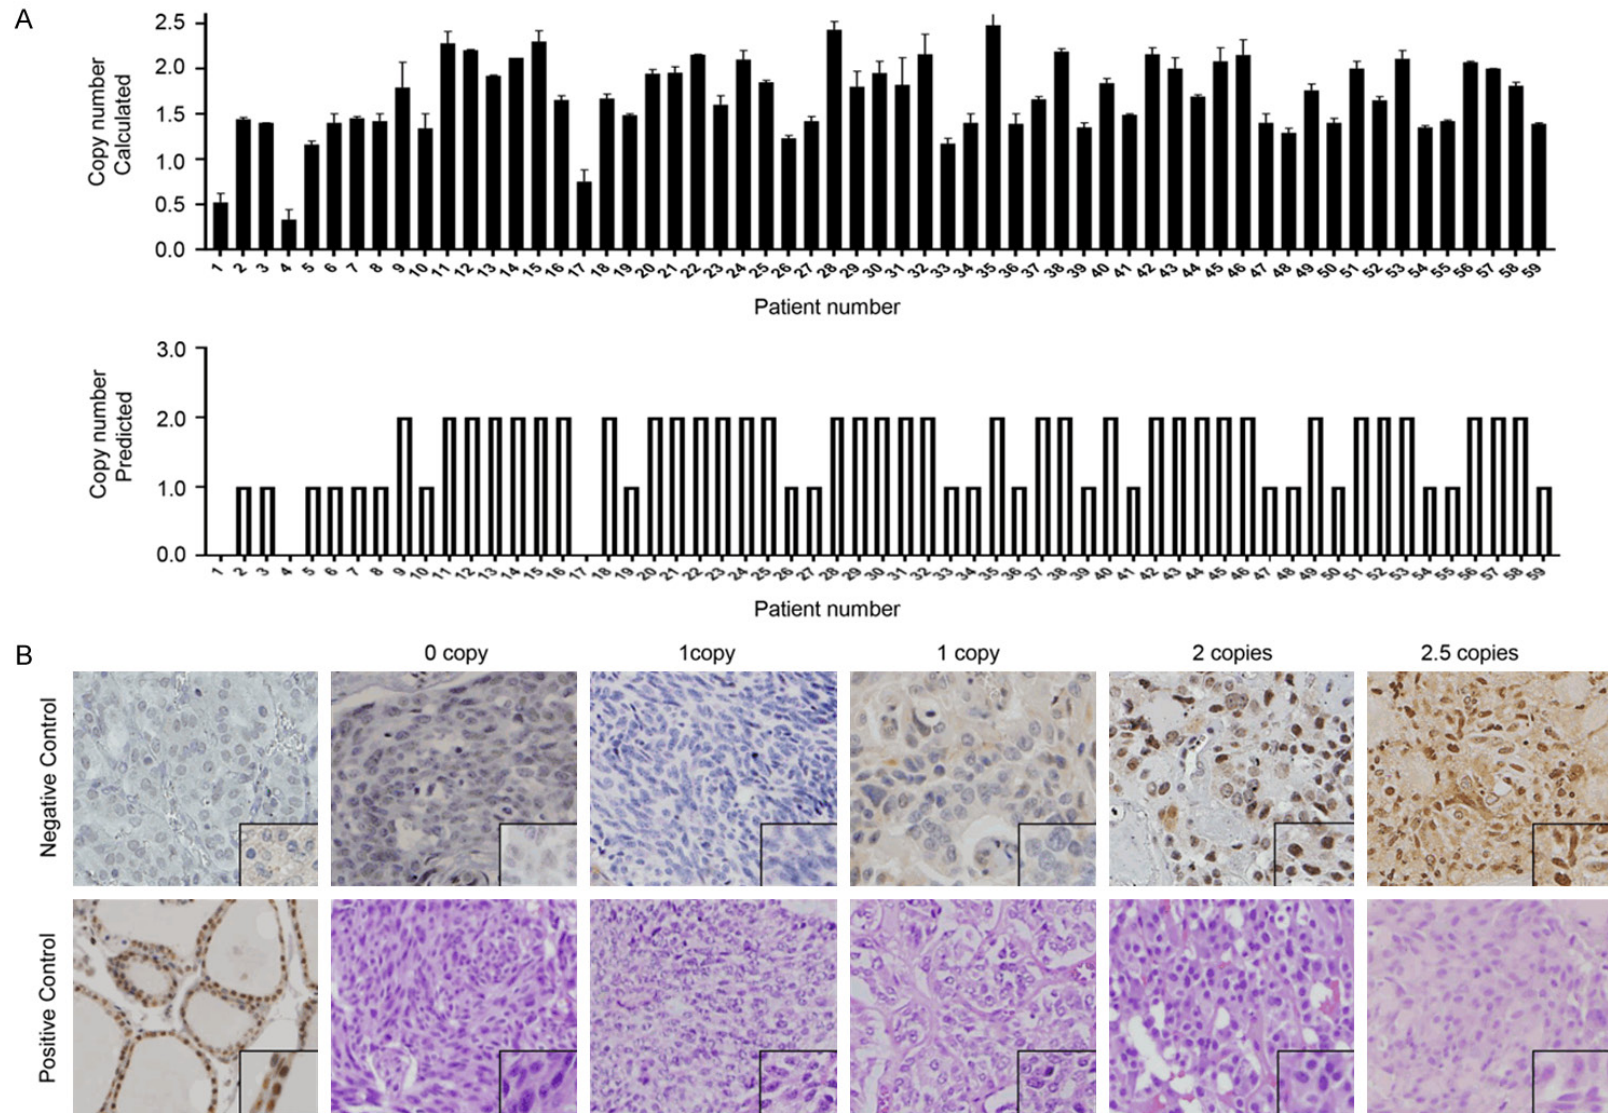 A
Copy number
Calculated
2.5
2.0
1.5
1.0
0.5
0.0
1 2 3 4 5 6 7 8 9 10 11 12 13 14 15 16 17 18 19 20 21 22 23 24 25 26 27 28 29 30 31 32 33 34 35 36 37 38 39 40 41 42 43 44 45 46 47 48 49 50 51 52 53 54 55 56 57 58 59
Patient number
Copy number
Predicted
3.0
2.0
1.0
0.0
1 2 3 4 5 6 7 8 9 10 11 12 13 14 15 16 17 18 19 20 21 22 23 24 25 26 27 28 29 30 31 32 33 34 35 36 37 38 39 40 41 42 43 44 45 46 47 48 49 50 51 52 53 54 55 56 57 58 59
Patient number
B
0 copy 1copy 1 copy 2 copies 2.5 copies
Negative Control
Positive Control